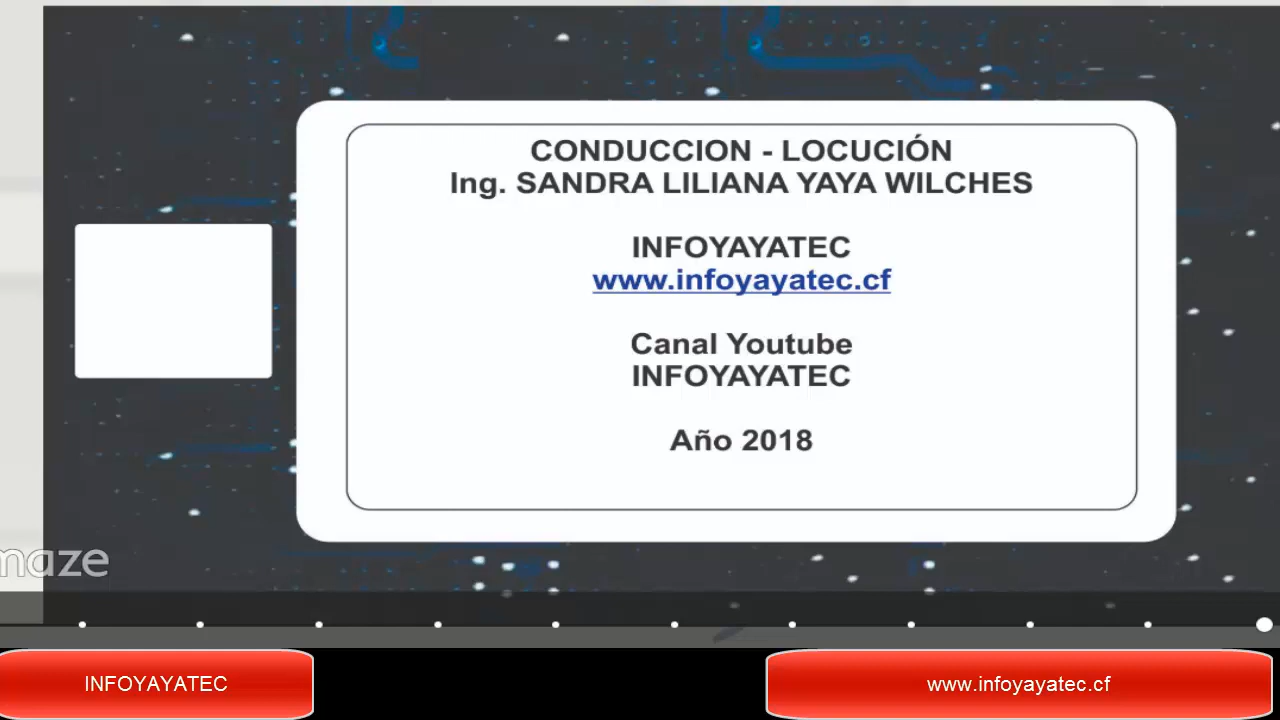 CONDUCCION - LOCUCIÓN
Ing. SANDRA LILIANA YAYA WILCHES
INFOYAYATEC
www.infoyayatec.cf
Canal Youtube
INFOYAYATEC
Año 2018
maze
INFOYAYATEC
www.infoyayatec.cf